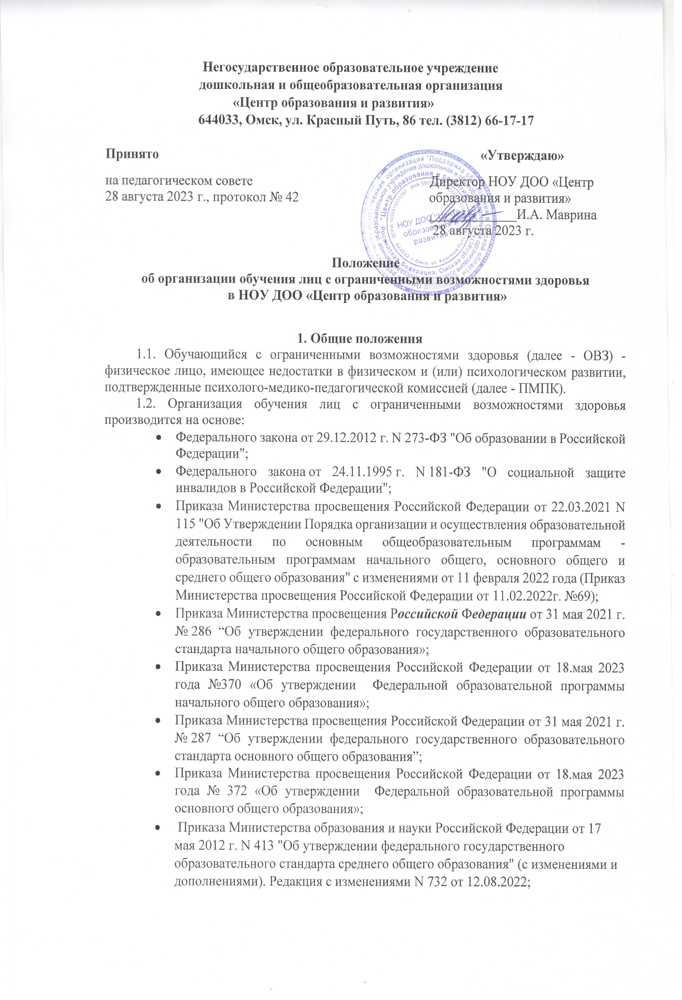 Негосударственное образовательное учреждение
дошкольная и общеобразовательная организация
«Центр образования и развития»
644033, Омск, ул. Красный Путь, 86 тел. (3812) 66-17-17
Принято
на педагогическом совете
28 августа 2023 г., протокол № 42
«Утверждаю»
Директор НОУ ДОО «Центр
образования и развития»
И.А. Маврина
28 августа 2023 г.
НОУ ДОО "Центр
образования и
развития"
Положение
об организации обучения лиц с ограниченными возможностями здоровья
в НОУ ДОО «Центр образования и развития»
1. Общие положения
1.1. Обучающийся с ограниченными возможностями здоровья (далее - ОВЗ) -
физическое лицо, имеющее недостатки в физическом и (или) психологическом развитии,
подтвержденные психолого-медико-педагогической комиссией (далее - ПМПК).
1.2. Организация обучения лиц с ограниченными возможностями здоровья
производится на основе:
• Федерального закона от 29.12.2012 г. N 273-ФЗ "Об образовании в Российской
Федерации";
• Федерального закона от 24.11.1995 г. N 181-ФЗ "О социальной защите
инвалидов в Российской Федерации";
• Приказа Министерства просвещения Российской Федерации от 22.03.2021 N
115 "Об Утверждении Порядка организации и осуществления образовательной
деятельности по основным общеобразовательным программам -
образовательным программам начального общего, основного общего и
среднего общего образования" с изменениями от 11 февраля 2022 года (Приказ
Министерства просвещения Российской Федерации от 11.02.2022г. №69);
• Приказа Министерства просвещения Российской Федерации от 31 мая 2021 г.
№ 286 “Об утверждении федерального государственного образовательного
стандарта начального общего образования»;
• Приказа Министерства просвещения Российской Федерации от 18.мая 2023
года №370 «Об утверждении Федеральной образовательной программы
начального общего образования»;
• Приказа Министерства просвещения Российской Федерации от 31 мая 2021 г.
№ 287 “Об утверждении федерального государственного образовательного
стандарта основного общего образования”;
• Приказа Министерства просвещения Российской Федерации от 18.мая 2023
года № 372 «Об утверждении Федеральной образовательной программы
основного общего образования»;
• Приказа Министерства образования и науки Российской Федерации от 17
мая 2012 г. N 413 "Об утверждении федерального государственного
образовательного стандарта среднего общего образования" (с изменениями и
дополнениями). Редакция с изменениями N 732 от 12.08.2022;